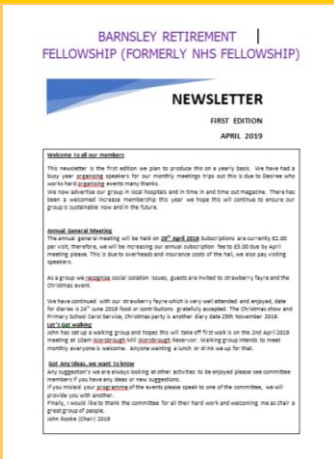 BARNSLEY RETIREMENT
FELLOWSHIP (FORMERLY NHS FELLOWSHIP)
NEWSLETTER
FIRST EDITION
APRIL 2019
Welcome to all our members
This newsletter is the first edition we plan to produce this on a yearly basis. We have had a
busy year organising speakers for our monthly meetings trips out this is due to Desiree who
works hard organising events many thanks.
We now advertise our group in local hospitals and in time in and time out magazine. There has
been a welcomed increase membership this year we hope this will continue to ensure our
group is sustainable now and in the future.
Annual General Meeting
The annual general meeting will be held on 29th April 2019 Subscriptions are currently £2.00
per visit, therefore, we will be increasing our annual subscription fee to £5.00 due by April
meeting please. This is due to overheads and insurance costs of the hall, we also pay visiting
speakers.
As a group we recognise social isolation issues, guests are invited to strawberry fayre and the
Christmas event.
We have continued with our strawberry fayre which is very well attended and enjoyed, date
for diaries is 24th June 2019 food or contributions gratefully accepted. The Christmas show and
Primary School Carol Service, Christmas party is another diary date 25th November 2019.
Let's Got walking
John has set up a walking group and hopes this will take off first walk is on the 2nd April 2019
meeting at 10am Worsbrough Mill Worsbrough Reservoir. Walking group intends to meet
monthly everyone is welcome. Anyone wanting a lunch or drink we up for that.
Got Any Ideas, we want to know
Any suggestion's we are always looking at other activities to be enjoyed please see committee
members if you have any ideas or new suggestions.
If you mislaid your programme of the events please speak to one of the committee, we will
provide you with another.
Finally, I would like to thank the committee for all their hard work and welcoming me as chair a
great group of people.
John Rooke (Chair) 2019